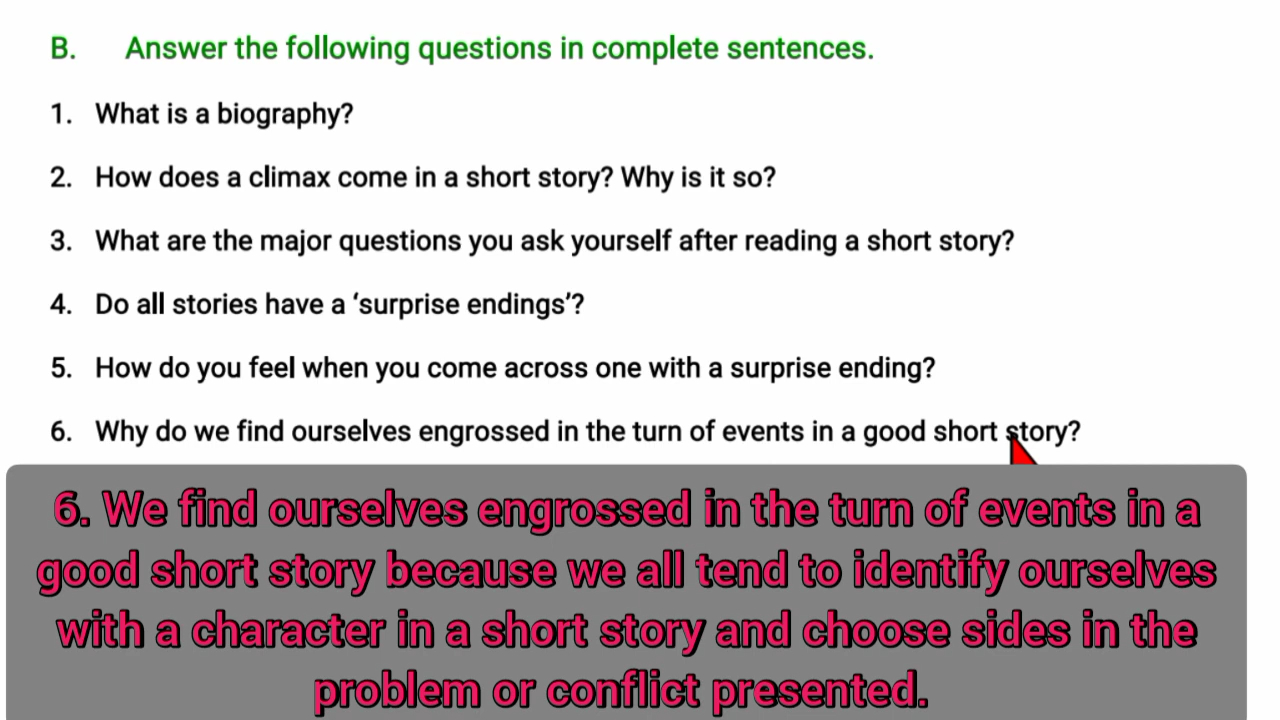 B. Answer the following questions in complete sentences.
1. What is a biography?
2. How does a climax come in a short story? Why is it so?
3. What are the major questions you ask yourself after reading a short story?
4. Do all stories have a ‘surprise endings’?
5. How do you feel when you come across one with a surprise ending?
6. Why do we find ourselves engrossed in the turn of events in a good short story?
6. We find ourselves engrossed in the turn of events in a
good short story because we all tend to identify ourselves
with a character in a short story and choose sides in the
problem or conflict presented.